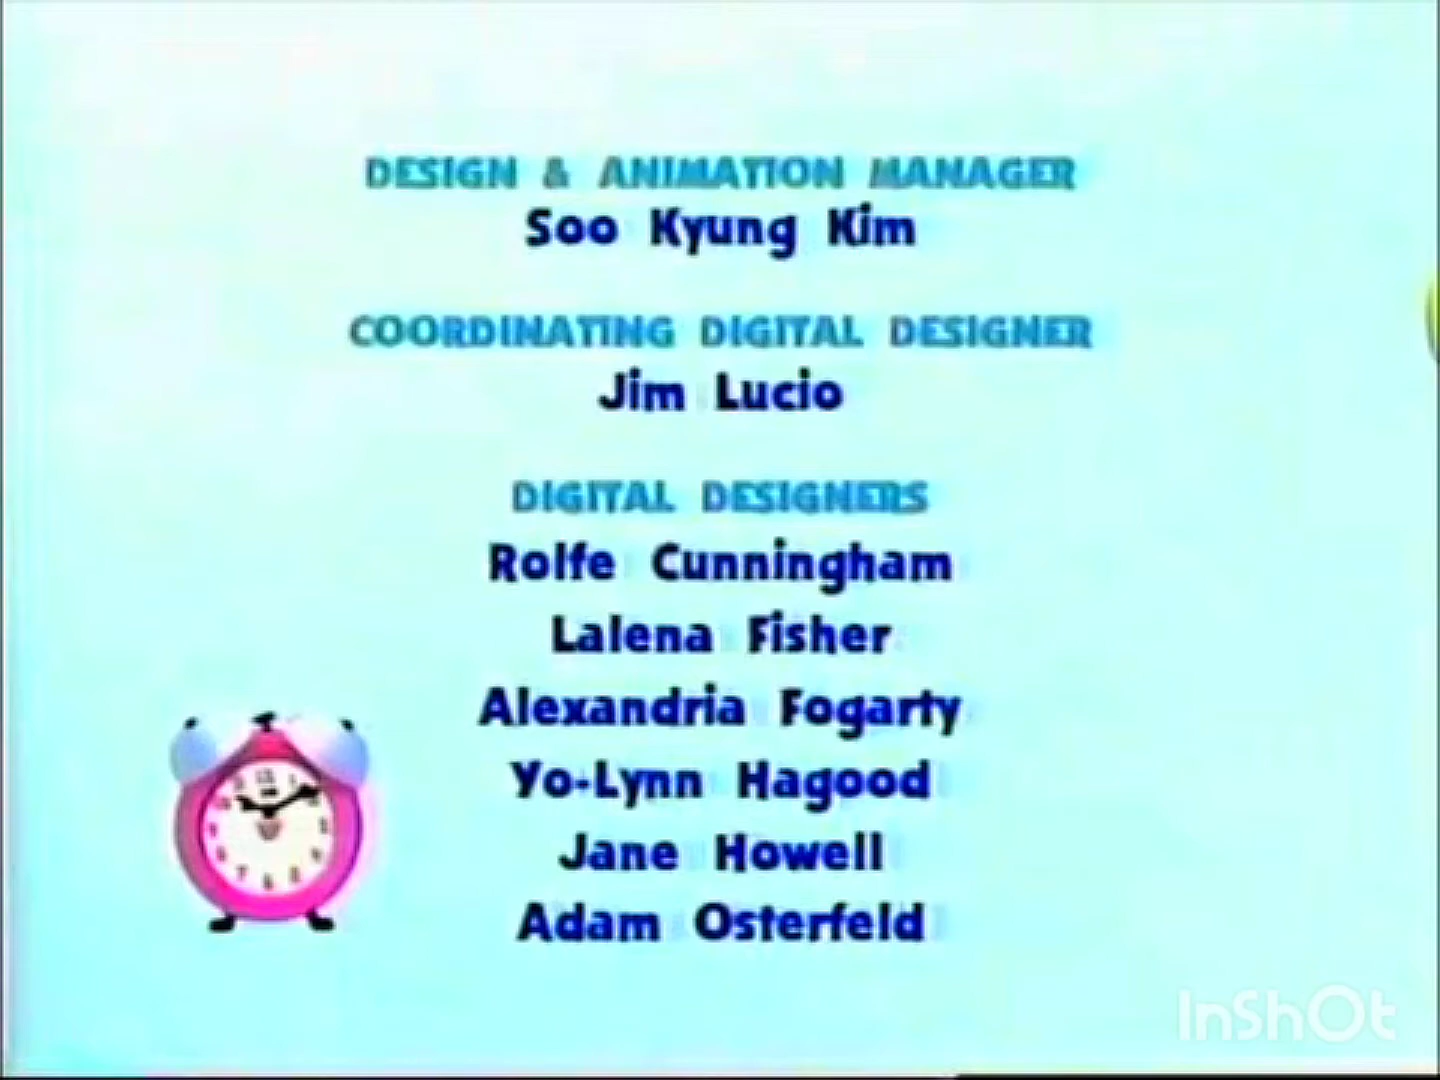 DESIGN & ANIMATION MANAGER
Soo Kyung Kim
COORDINATING DIGITAL DESIGNER
Jim Lucio
DIGITAL DESIGNERS
Rolfe Cunningham
Lalena Fisher
Alexandria Fogarty
Yo-Lynn Hagood
Jane Howell
Adam Osterfeld
InShOt